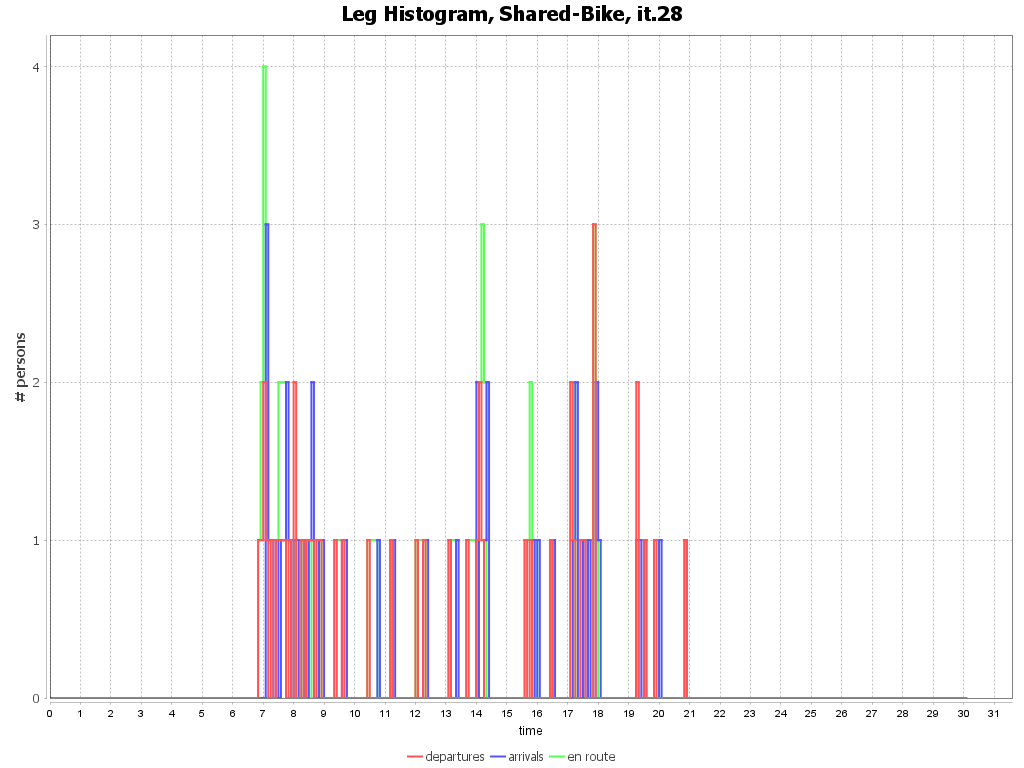 Leg Histogram, Shared-Bike, it.28
4
3
2
1
0
# persons
0 1 2 3 4 5 6 7 8 9 10 11 12 13 14 15 16 17 18 19 20 21 22 23 24 25 26 27 28 29 30 31
time
departures arrivals en route